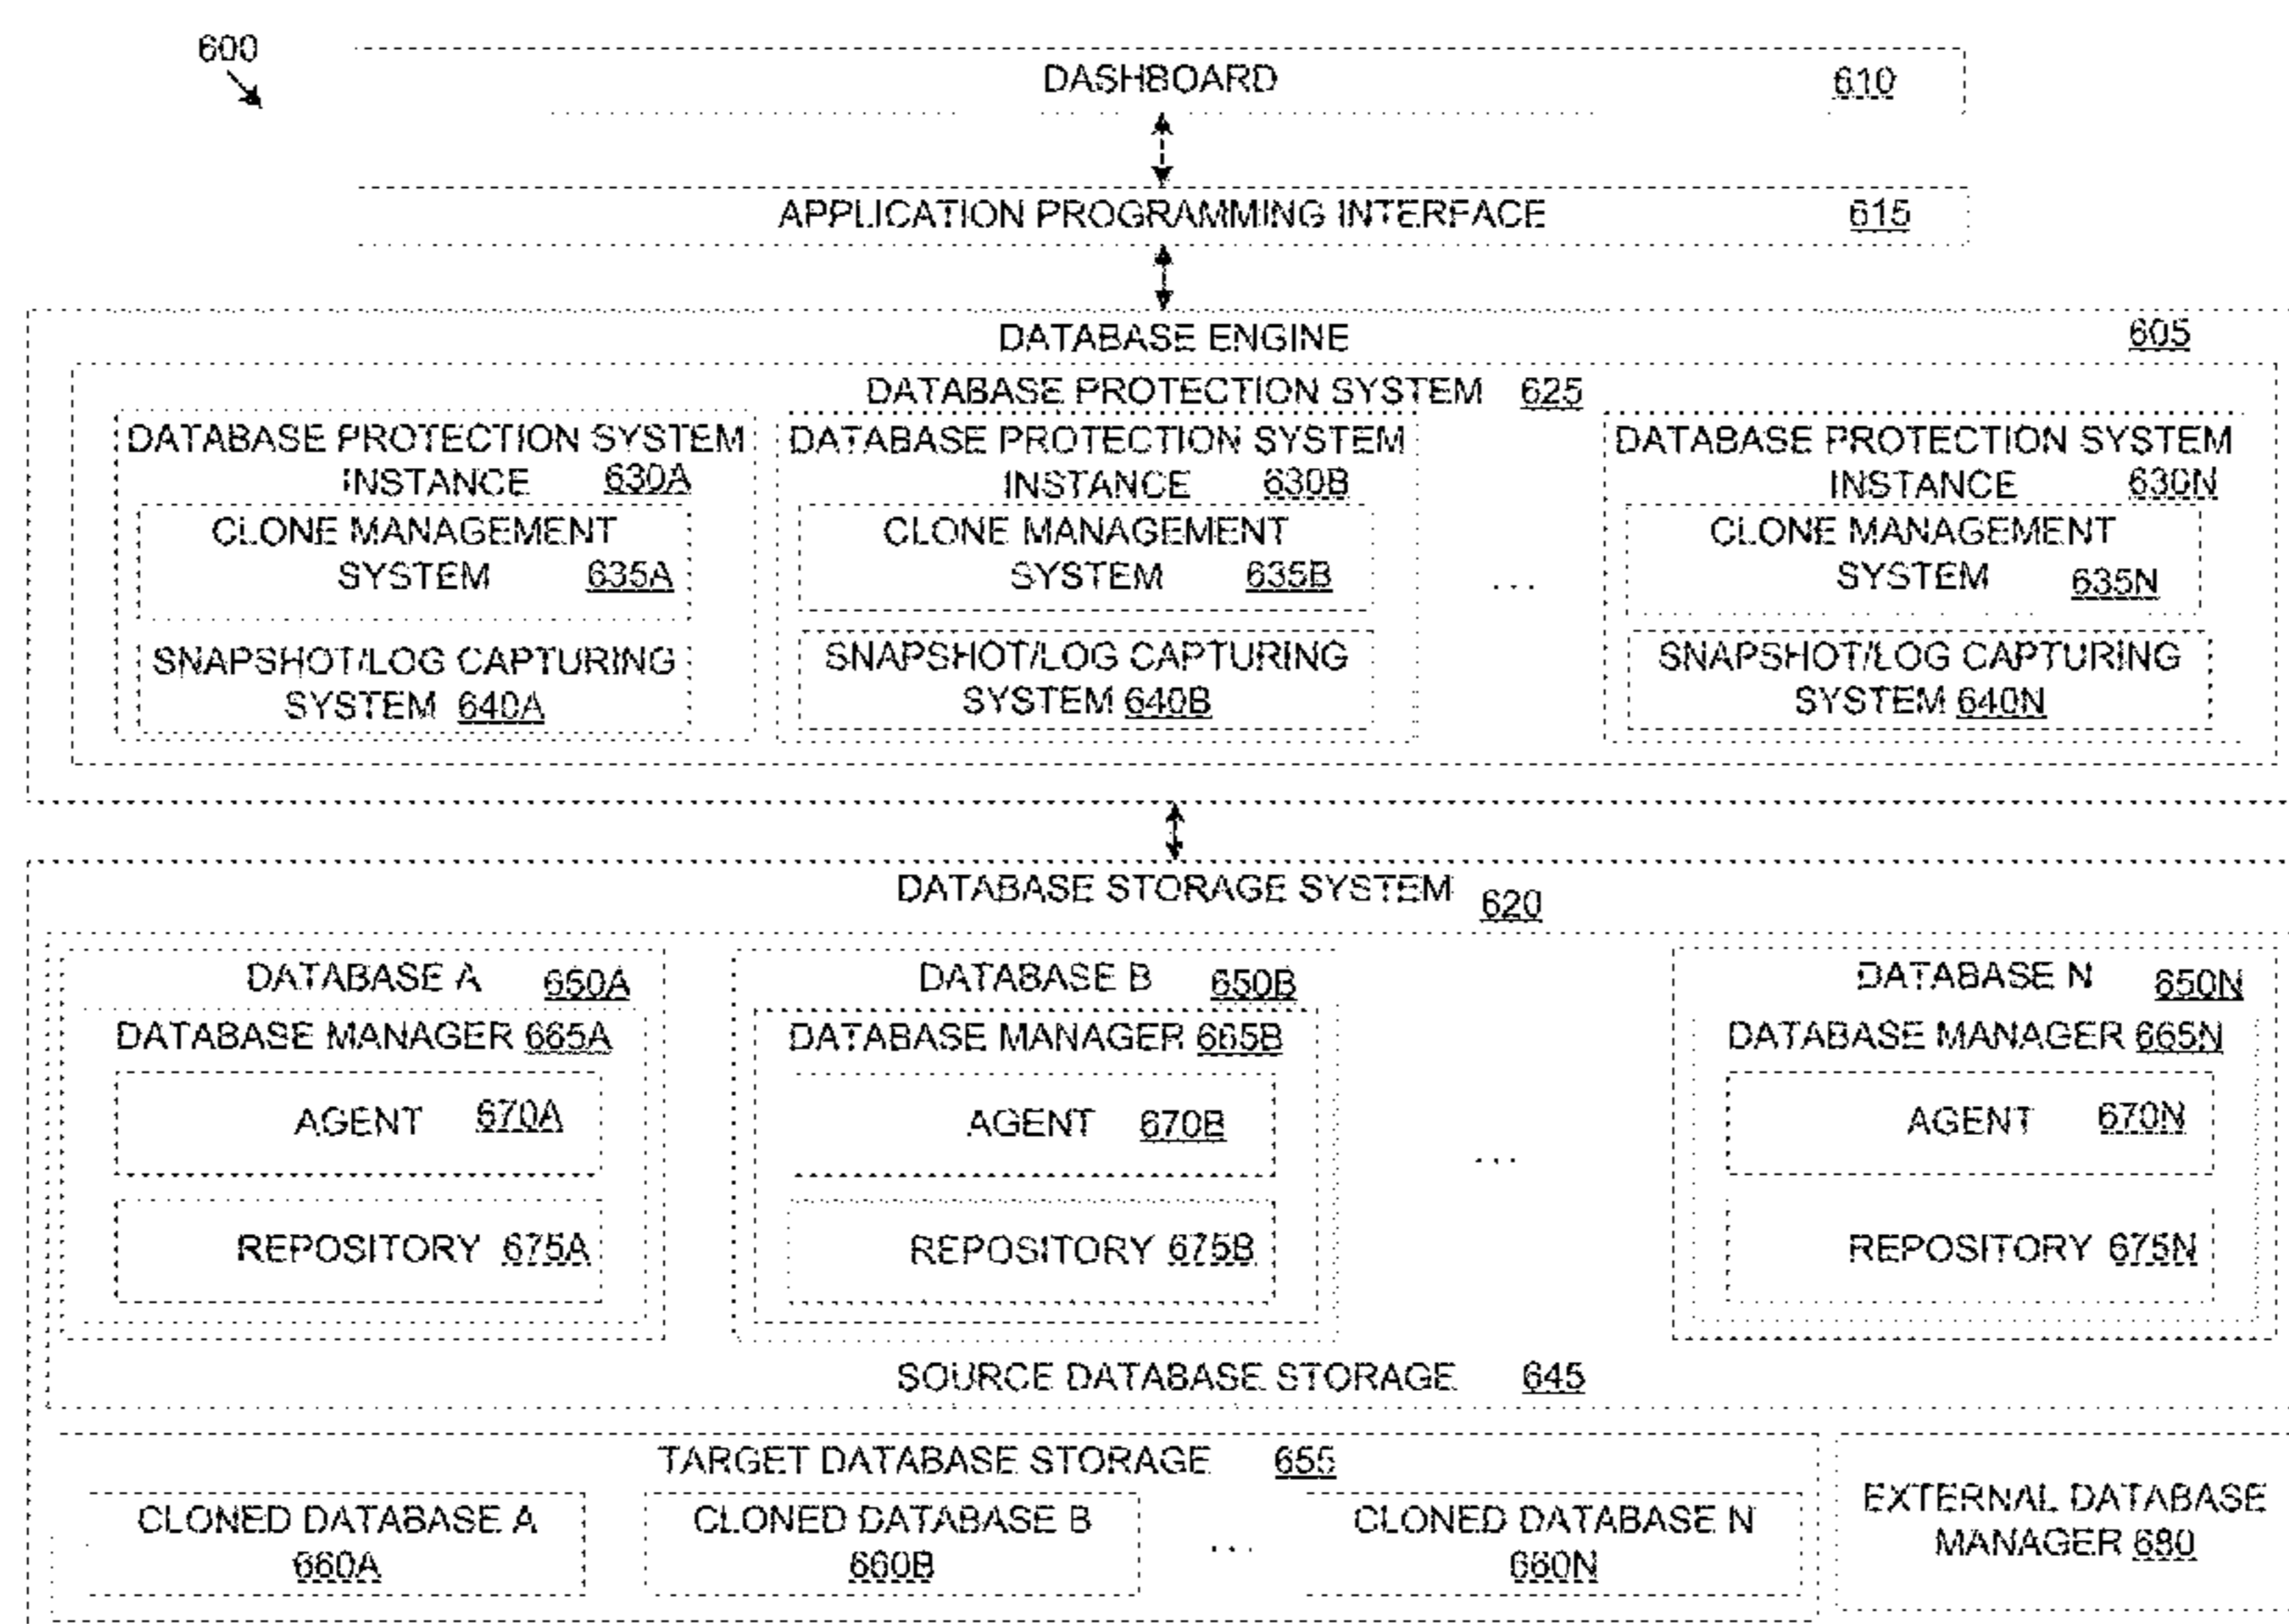 600
DASHBOARD 610
APPLICATION PROGRAMMING INTERFACE 615
DATABASE ENGINE 605
DATABASE PROTECTION SYSTEM 625
DATABASE PROTECTION SYSTEM
INSTANCE 630A
CLONE MANAGEMENT
SYSTEM 635A
SNAPSHOT/LOG CAPTURING
SYSTEM 640A
DATABASE PROTECTION SYSTEM
INSTANCE 630B
CLONE MANAGEMENT
SYSTEM 635B
SNAPSHOT/LOG CAPTURING
SYSTEM 640B
...
DATABASE PROTECTION SYSTEM
INSTANCE 630N
CLONE MANAGEMENT
SYSTEM 635N
SNAPSHOT/LOG CAPTURING
SYSTEM 640N
DATABASE STORAGE SYSTEM 620
DATABASE A 650A
DATABASE MANAGER 665A
AGENT 670A
REPOSITORY 675A
DATABASE B 650B
DATABASE MANAGER 665B
AGENT 670B
REPOSITORY 675B
...
DATABASE N 650N
DATABASE MANAGER 665N
AGENT 670N
REPOSITORY 675N
SOURCE DATABASE STORAGE 645
TARGET DATABASE STORAGE 655
CLONED DATABASE A
660A
CLONED DATABASE B
660B
...
CLONED DATABASE N
660N
EXTERNAL DATABASE
MANAGER 680